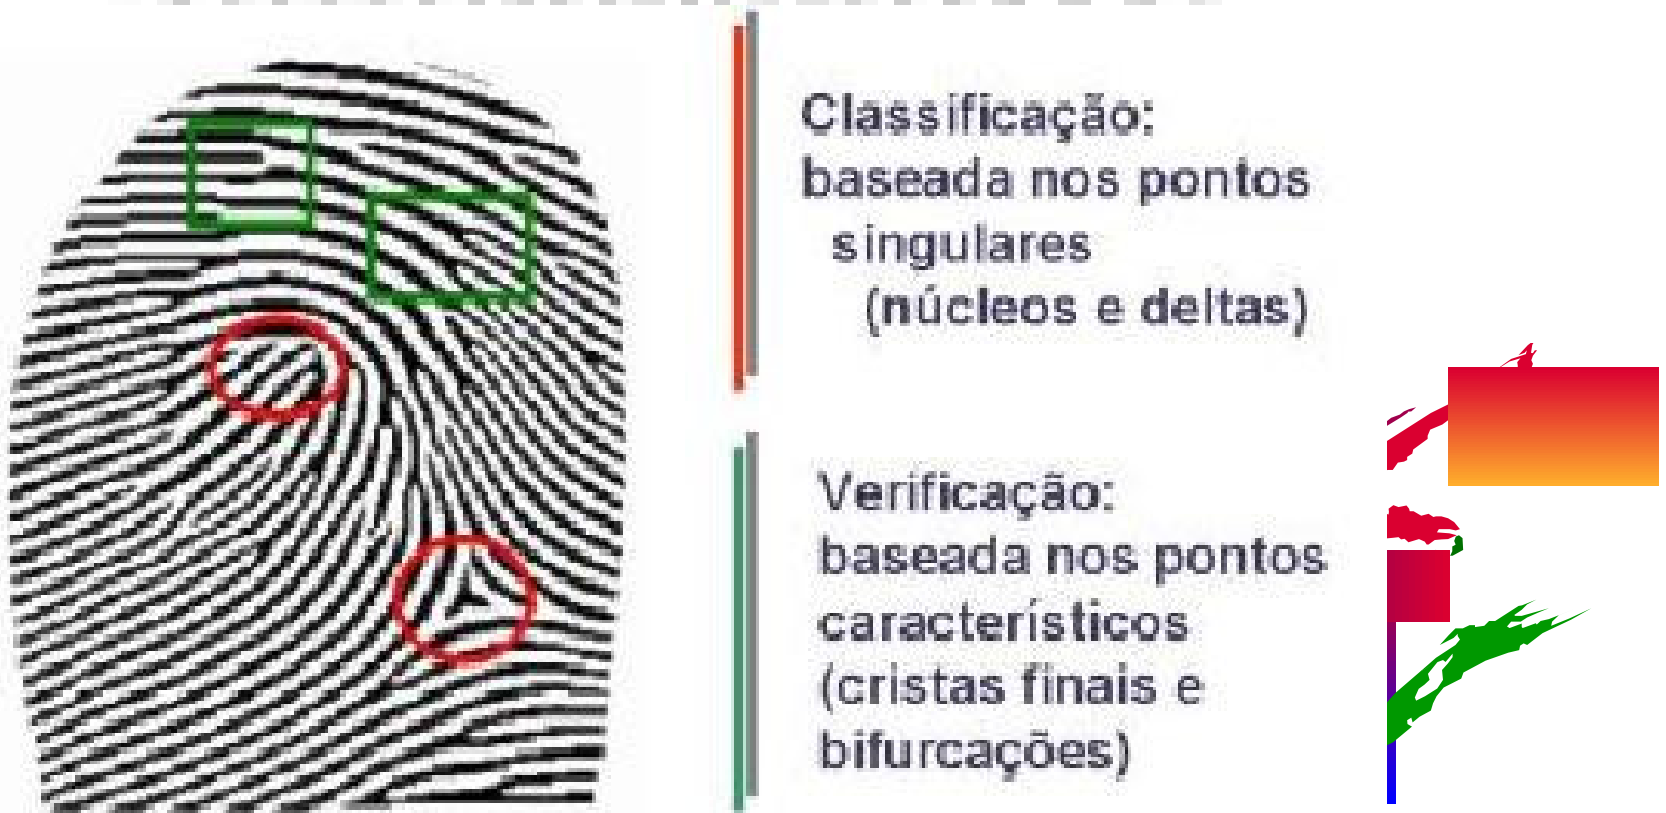 Classificação:
baseada nos pontos
singulares
(núcleos e deltas)
Verificação:
baseada nos pontos
característicos
(cristas finais e
bifurcações)